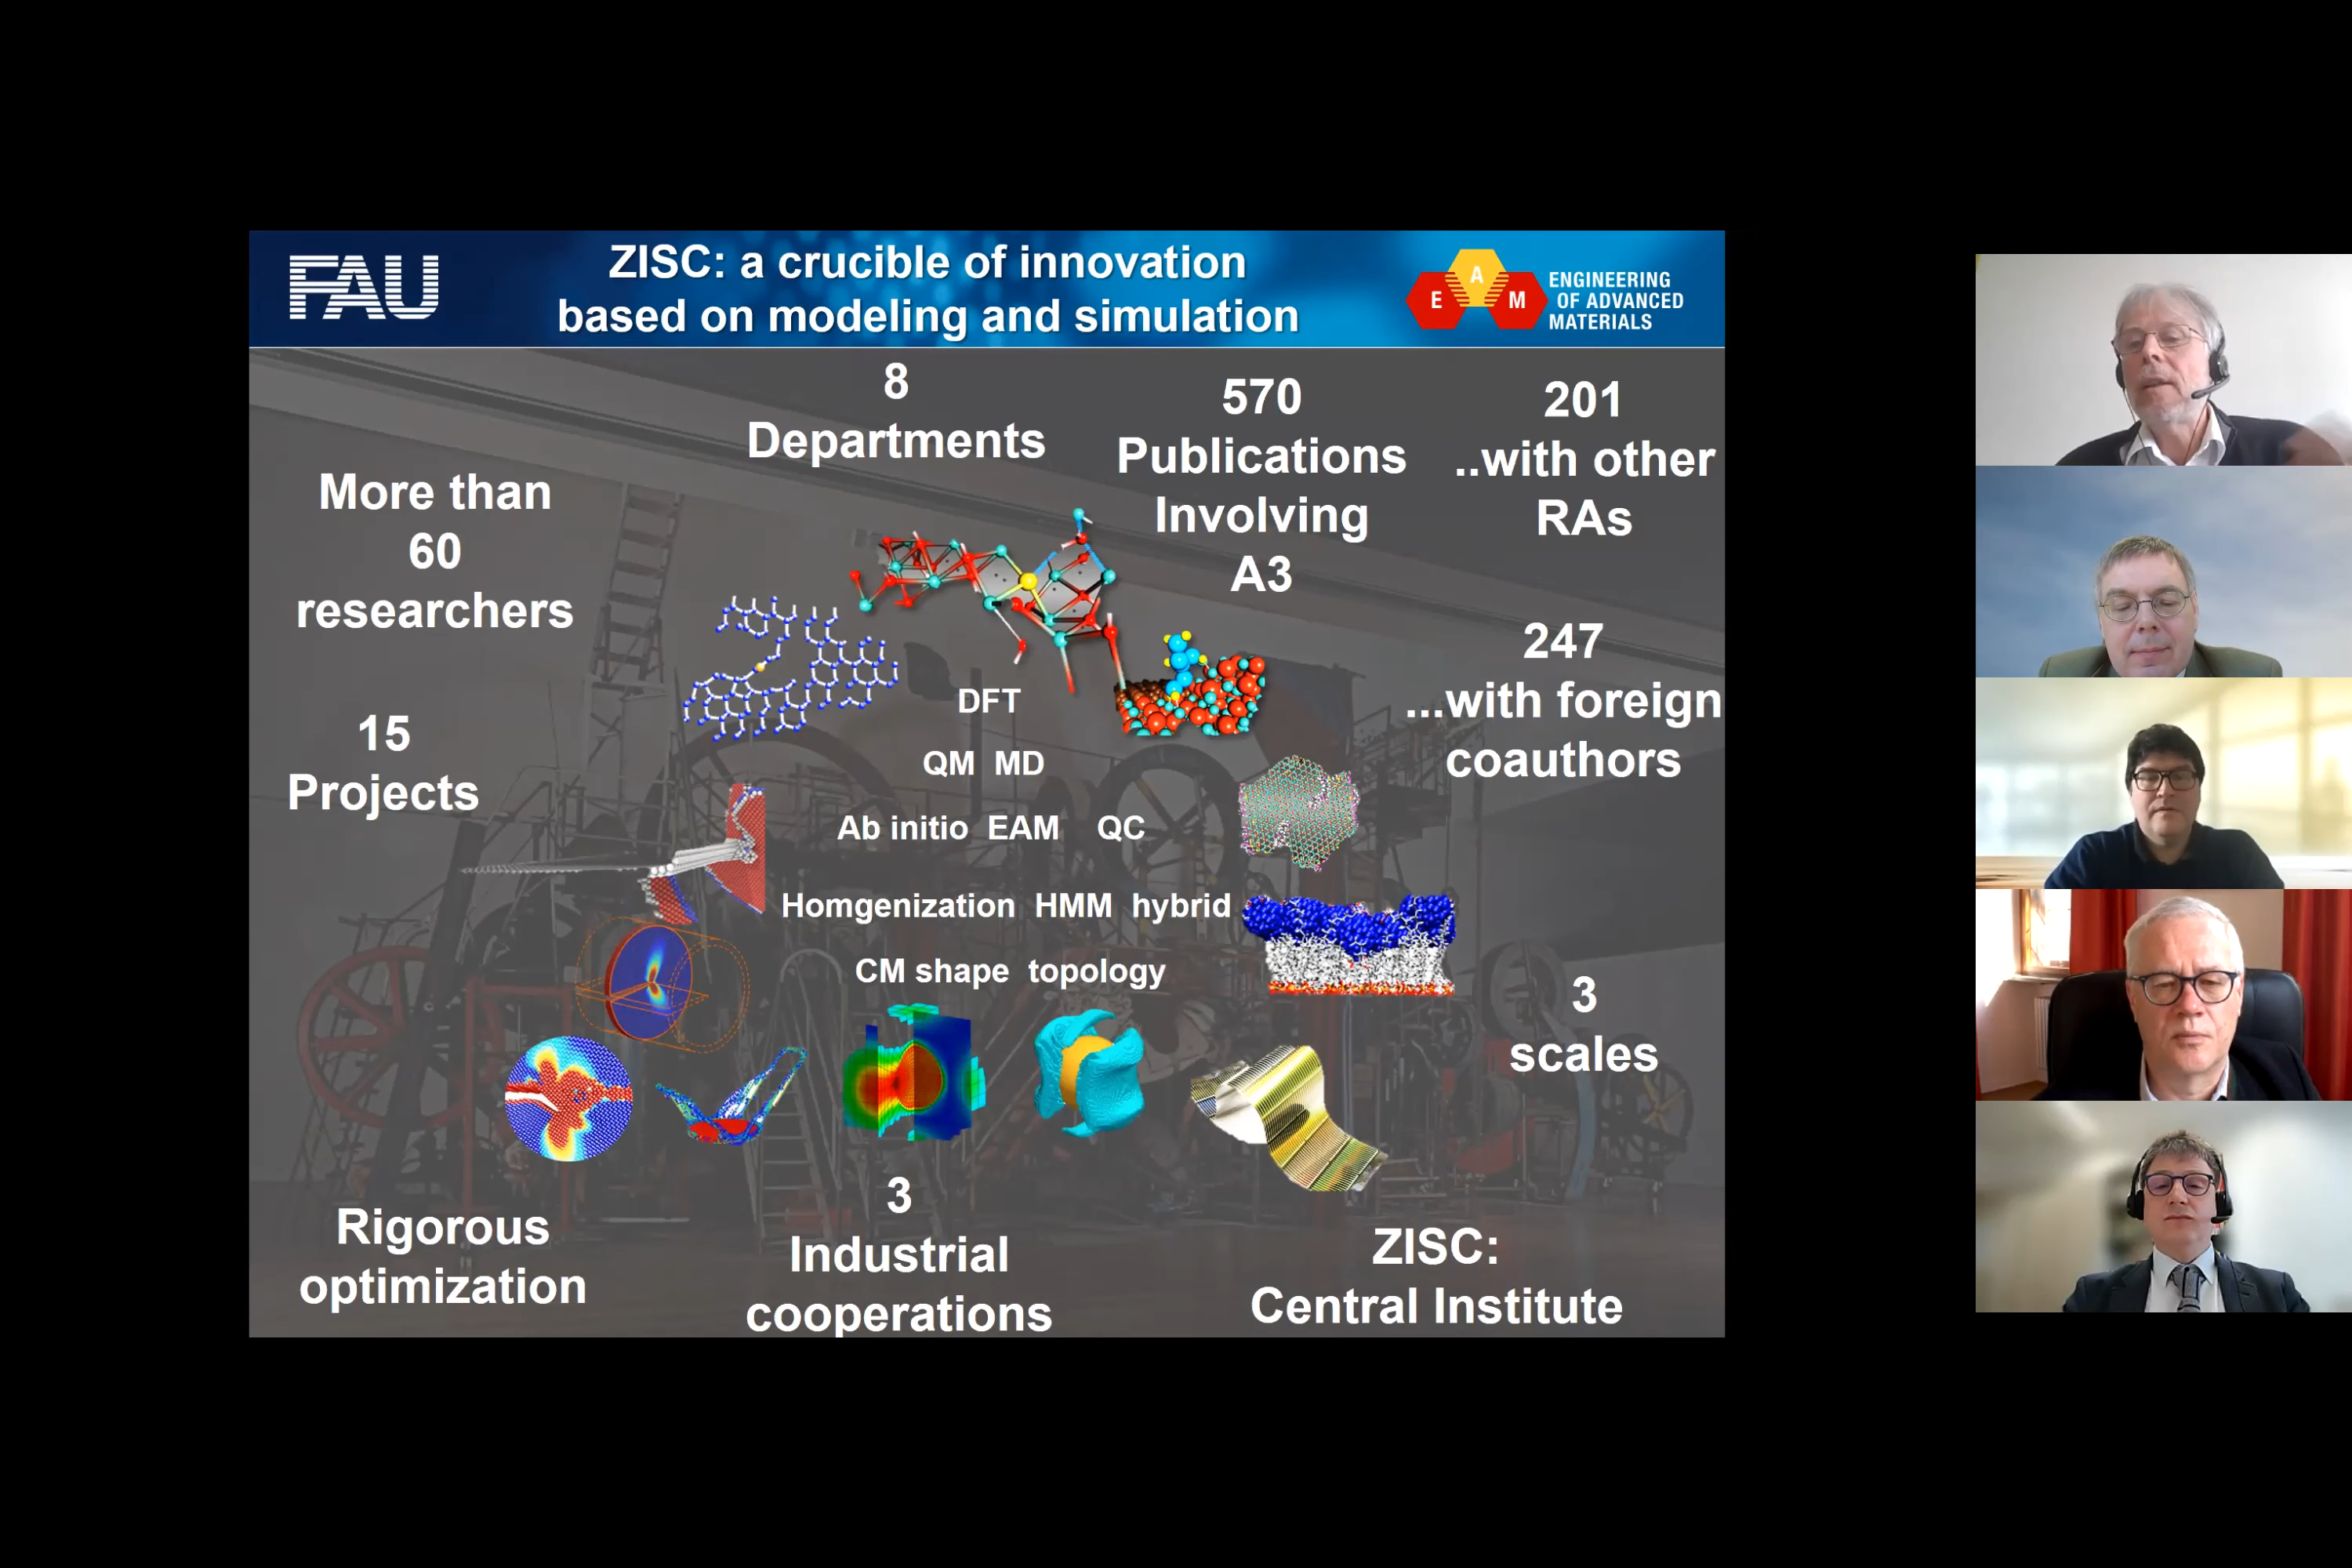 FAU
ZISC: a crucible of innovation
based on modeling and simulation
E A M
ENGINEERING
OF ADVANCED
MATERIALS
8
Departments
570
Publications
Involving
A3
201
..with other
RAs
More than
60
researchers
247
...with foreign
coauthors
15
Projects
DFT
QM MD
Ab initio EAM QC
Homgenization HMM hybrid
CM shape topology
3
scales
Rigorous
optimization
3
Industrial
cooperations
ZISC:
Central Institute